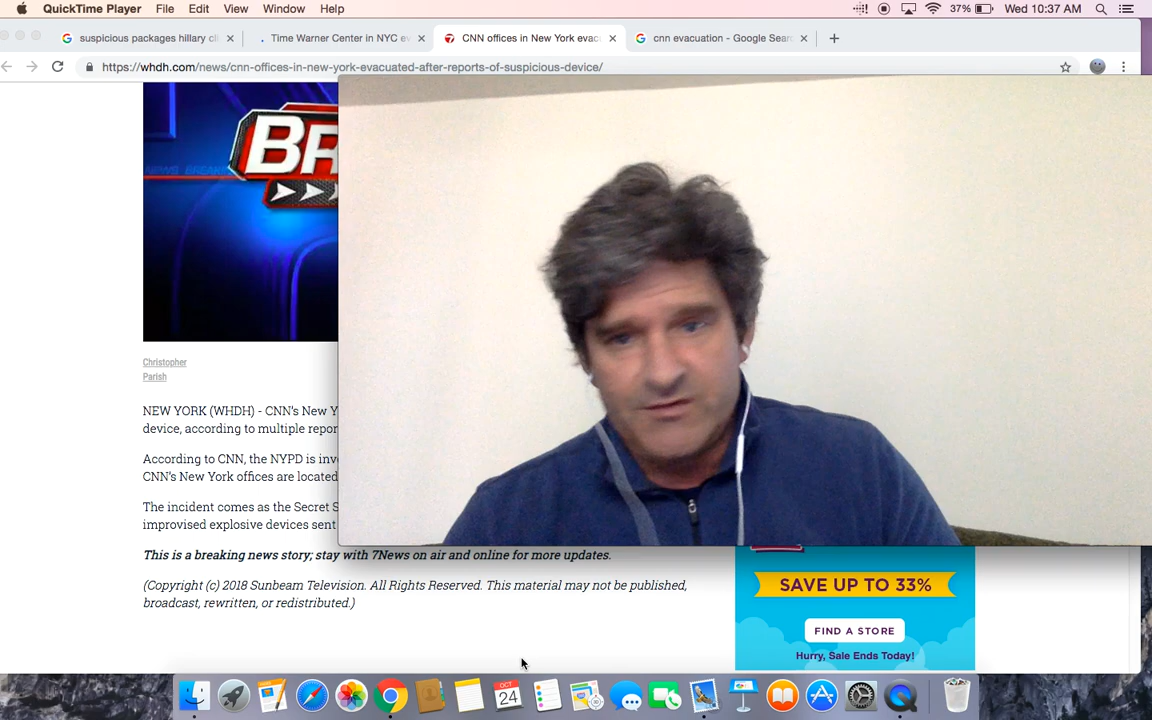 QuickTime Player File Edit View Window Help 37% Wed 10:37 AM
suspicious packages hillary cli
Time Warner Center in NYC ev
CNN offices in New York evac
cnn evacuation - Google Sear
https://whdh.com/news/cnn-offices-in-new-york-evacuated-after-reports-of-suspicious-device/
BR
Christopher
Parish
NEW YORK (WHDH) - CNN's New Y
device, according to multiple repor
According to CNN, the NYPD is inv
CNN's New York offices are located
The incident comes as the Secret S
improvised explosive devices sent
This is a breaking news story; stay with 7News on air and online for more updates.
(Copyright (c) 2018 Sunbeam Television. All Rights Reserved. This material may not be published,
broadcast, rewritten, or redistributed.)
SAVE UP TO 33%
FIND A STORE
Hurry, Sale Ends Today!
OCT
24